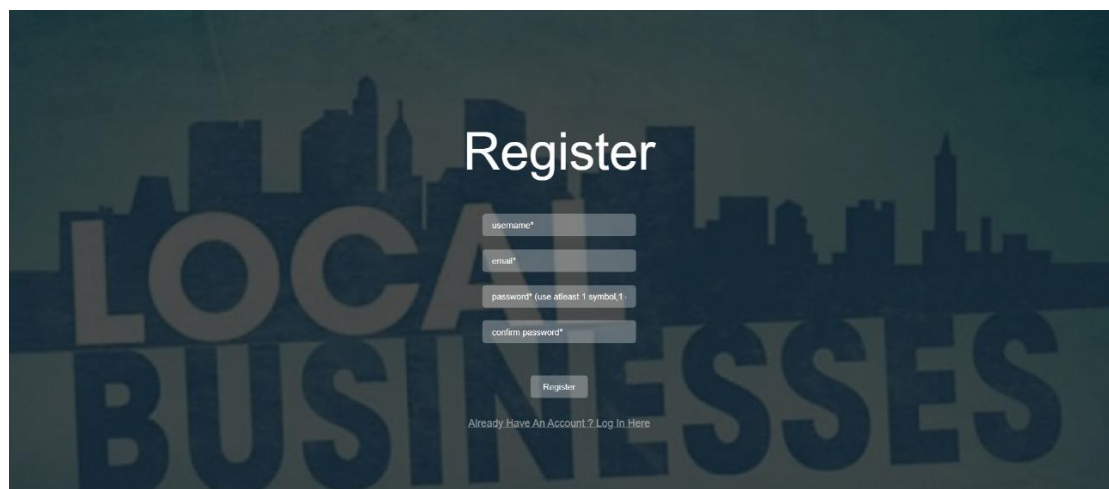 Register
username*
email*
password* (use atleast 1 symbol,1
confirm password*
Register
Already Have An Account ? Log In Here
LOCAL
BUSINESSES